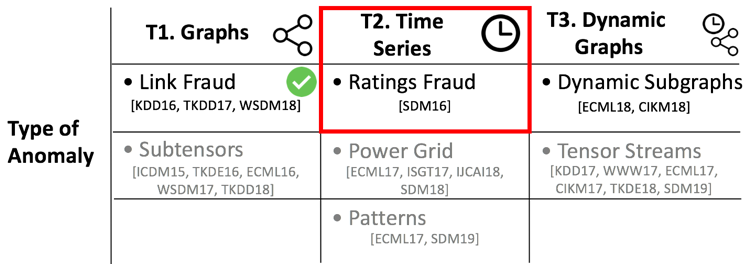 T1. Graphs
T2. Time
Series
T3. Dynamic
Graphs
Type of
Anomaly
• Link Fraud
[KDD16, TKDD17, WSDM18]
• Ratings Fraud
[SDM16]
• Dynamic Subgraphs
[ECML18, CIKM18]
• Subtensors
[ICDM15, TKDE16, ECML16,
WSDM17, TKDD18]
• Power Grid
[ECML17, ISGT17, IJCAI18,
SDM18]
• Tensor Streams
[KDD17, WWW17, ECML17,
CIKM17, TKDE18, SDM19]
• Patterns
[ECML17, SDM19]